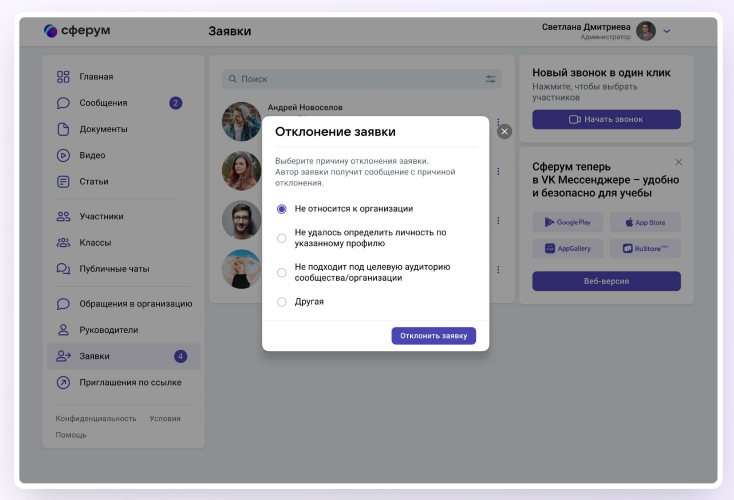 сферум
Заявки
Светлана Дмитриева
Администратор
Главная
Сообщения
2
Документы
Видео
Статьи
Участники
Классы
Публичные чаты
Обращения в организацию
Руководители
Заявки
4
Приглашения по ссылке
Конфиденциальность Условия
Помощь
Поиск
Андрей Новоселов
Отклонение заявки
Выберите причину отклонения заявки.
Автор заявки получит сообщение с причиной
отклонения.
Не относится к организации
Не удалось определить личность по
указанному профилю
Не подходит под целевую аудиторию
сообщества/организации
Другая
Отклонить заявку
Новый звонок в один клик
Нажмите, чтобы выбрать
участников
Начать звонок
Сферум теперь
в VK Мессенджере – удобно
и безопасно для учебы
Google Play
App Store
AppGallery
RuStore
Веб-версия